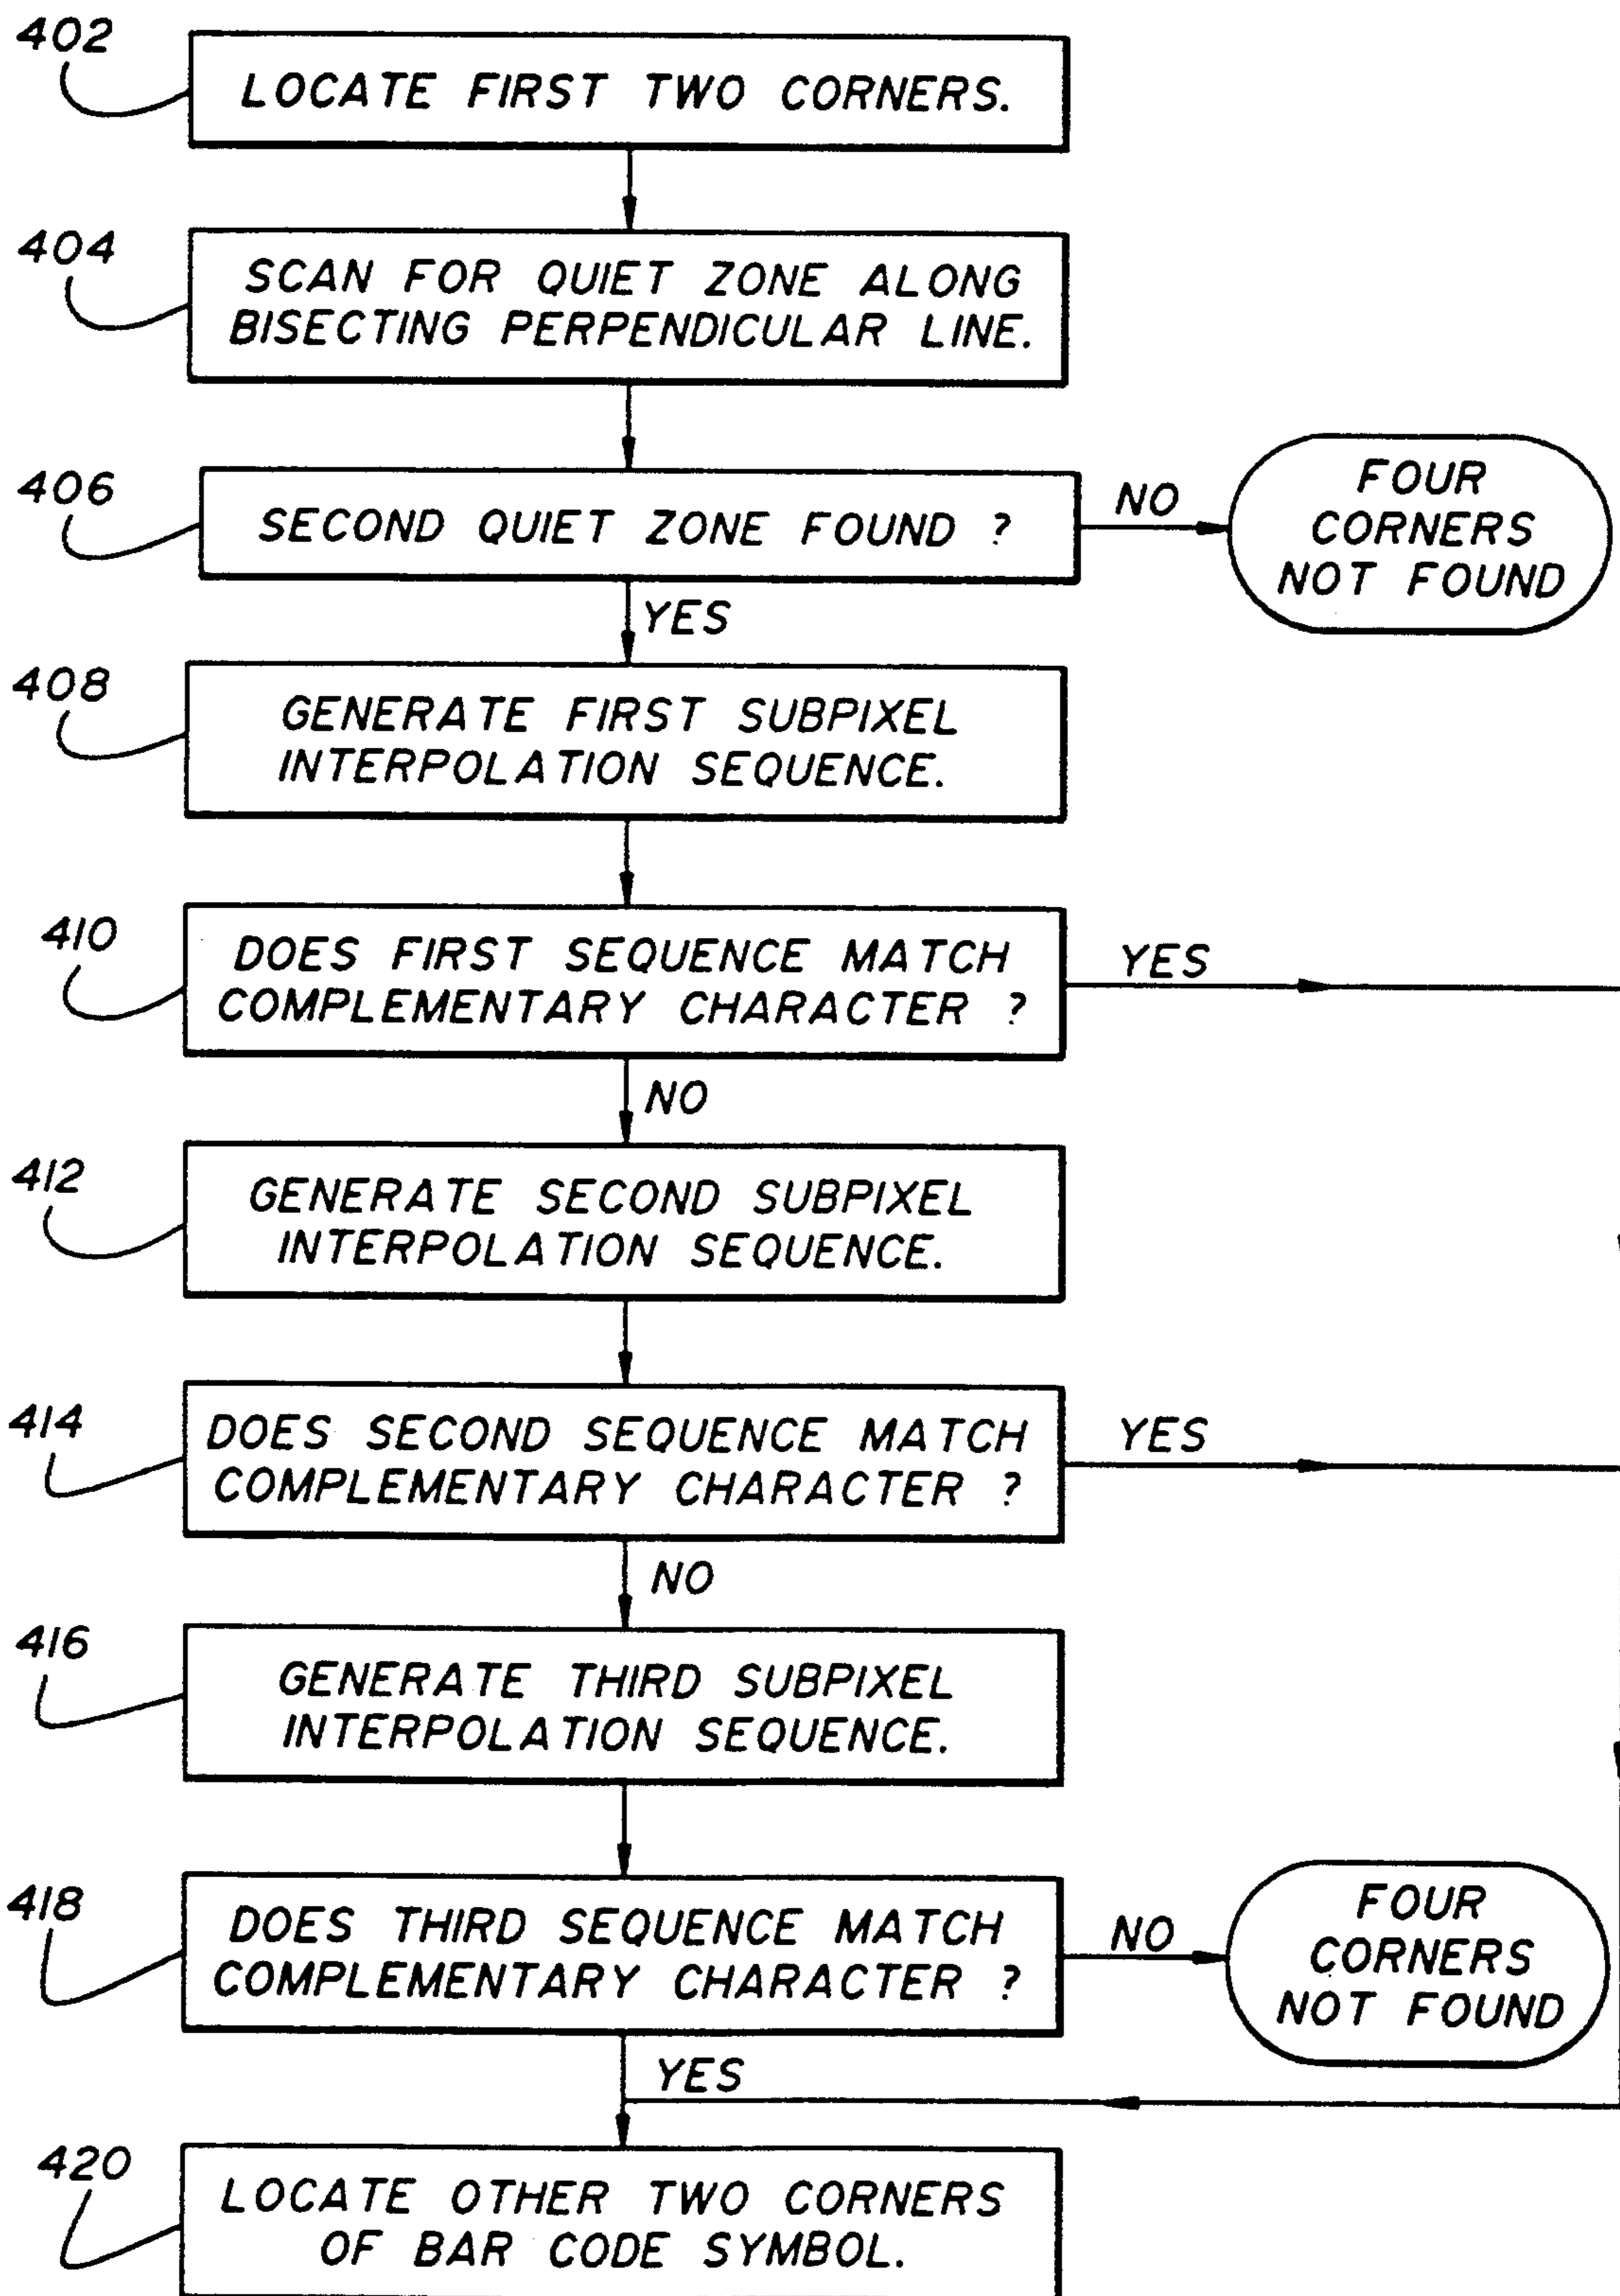 402
LOCATE FIRST TWO CORNERS.
404
SCAN FOR QUIET ZONE ALONG
BISECTING PERPENDICULAR LINE.
406
SECOND QUIET ZONE FOUND ?
NO
FOUR
CORNERS
NOT FOUND
YES
408
GENERATE FIRST SUBPIXEL
INTERPOLATION SEQUENCE.
410
DOES FIRST SEQUENCE MATCH
COMPLEMENTARY CHARACTER ?
YES
NO
412
GENERATE SECOND SUBPIXEL
INTERPOLATION SEQUENCE.
414
DOES SECOND SEQUENCE MATCH
COMPLEMENTARY CHARACTER ?
YES
NO
416
GENERATE THIRD SUBPIXEL
INTERPOLATION SEQUENCE.
418
DOES THIRD SEQUENCE MATCH
COMPLEMENTARY CHARACTER ?
NO
FOUR
CORNERS
NOT FOUND
YES
420
LOCATE OTHER TWO CORNERS
OF BAR CODE SYMBOL.